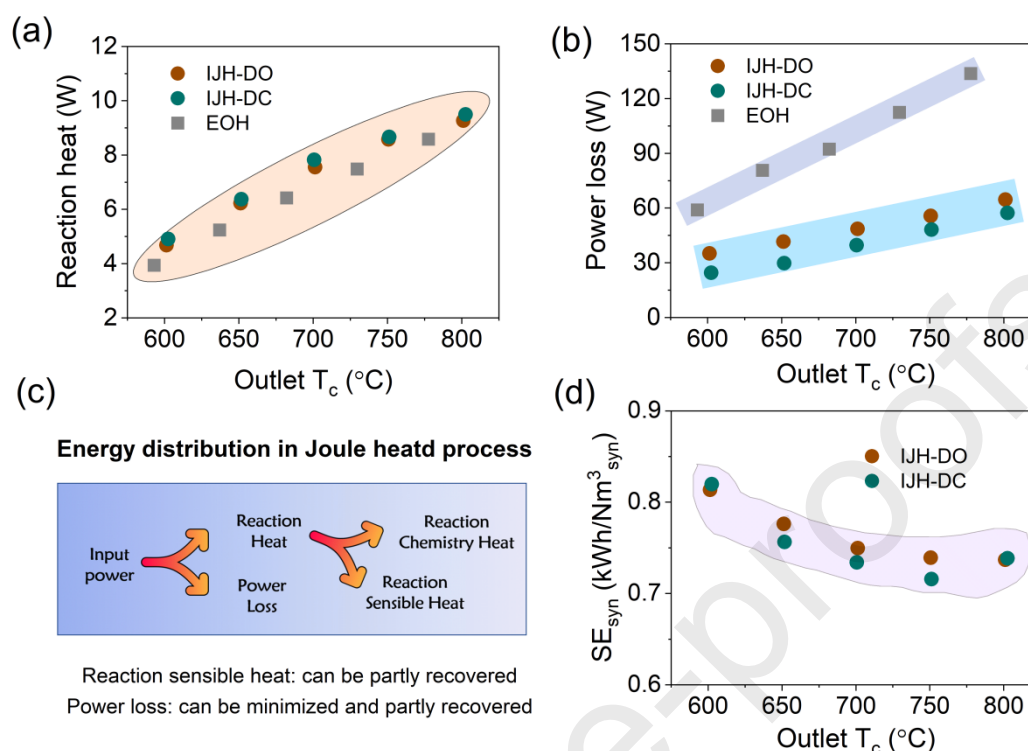 (a)
12
10
8
6
4
2
Reaction heat (W)
IJH-DO
IJH-DC
EOH
600 650 700 750 800
Outlet Tc (°C)
(b)
150
120
90
60
30
0
Power loss (W)
IJH-DO
IJH-DC
EOH
600 650 700 750 800
Outlet Tc (°C)
(c)
Energy distribution in Joule heatd process
Input
power
Reaction
Heat
Power
Loss
Reaction
Chemistry Heat
Reaction
Sensible Heat
Reaction sensible heat: can be partly recovered
Power loss: can be minimized and partly recovered
(d)
0.9
0.8
0.7
0.6
SEsyn (kWh/Nm³syn)
IJH-DO
IJH-DC
600 650 700 750 800
Outlet Tc (°C)
e-proofs